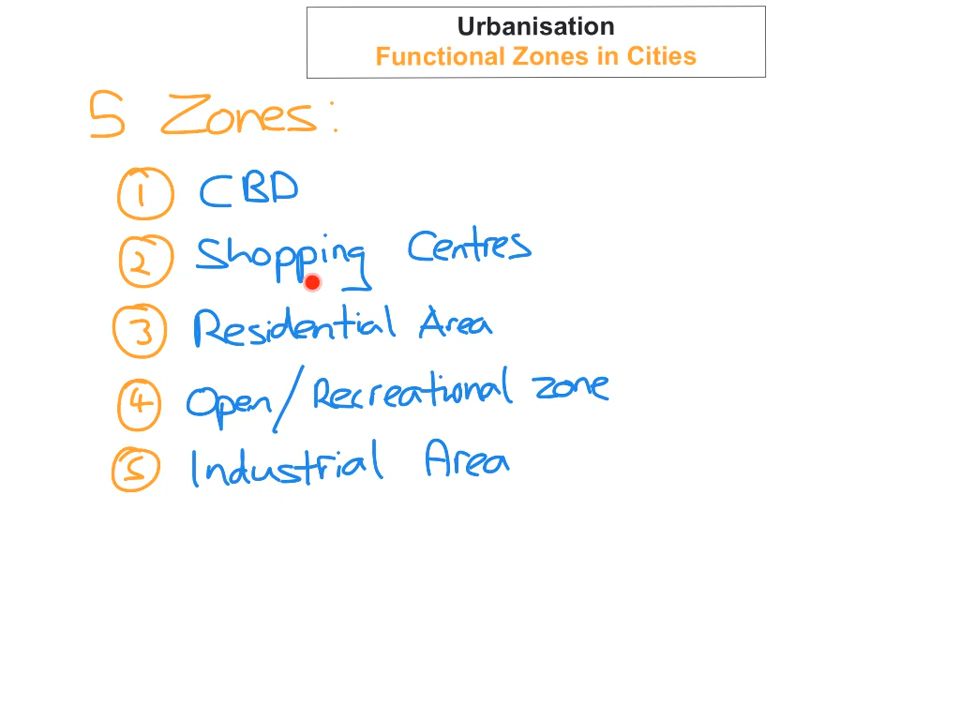 Urbanisation
Functional Zones in Cities
5 Zones:
1 CBD
2 Shopping Centres
3 Residential Area
4 Open/Recreational zone
5 Industrial Area